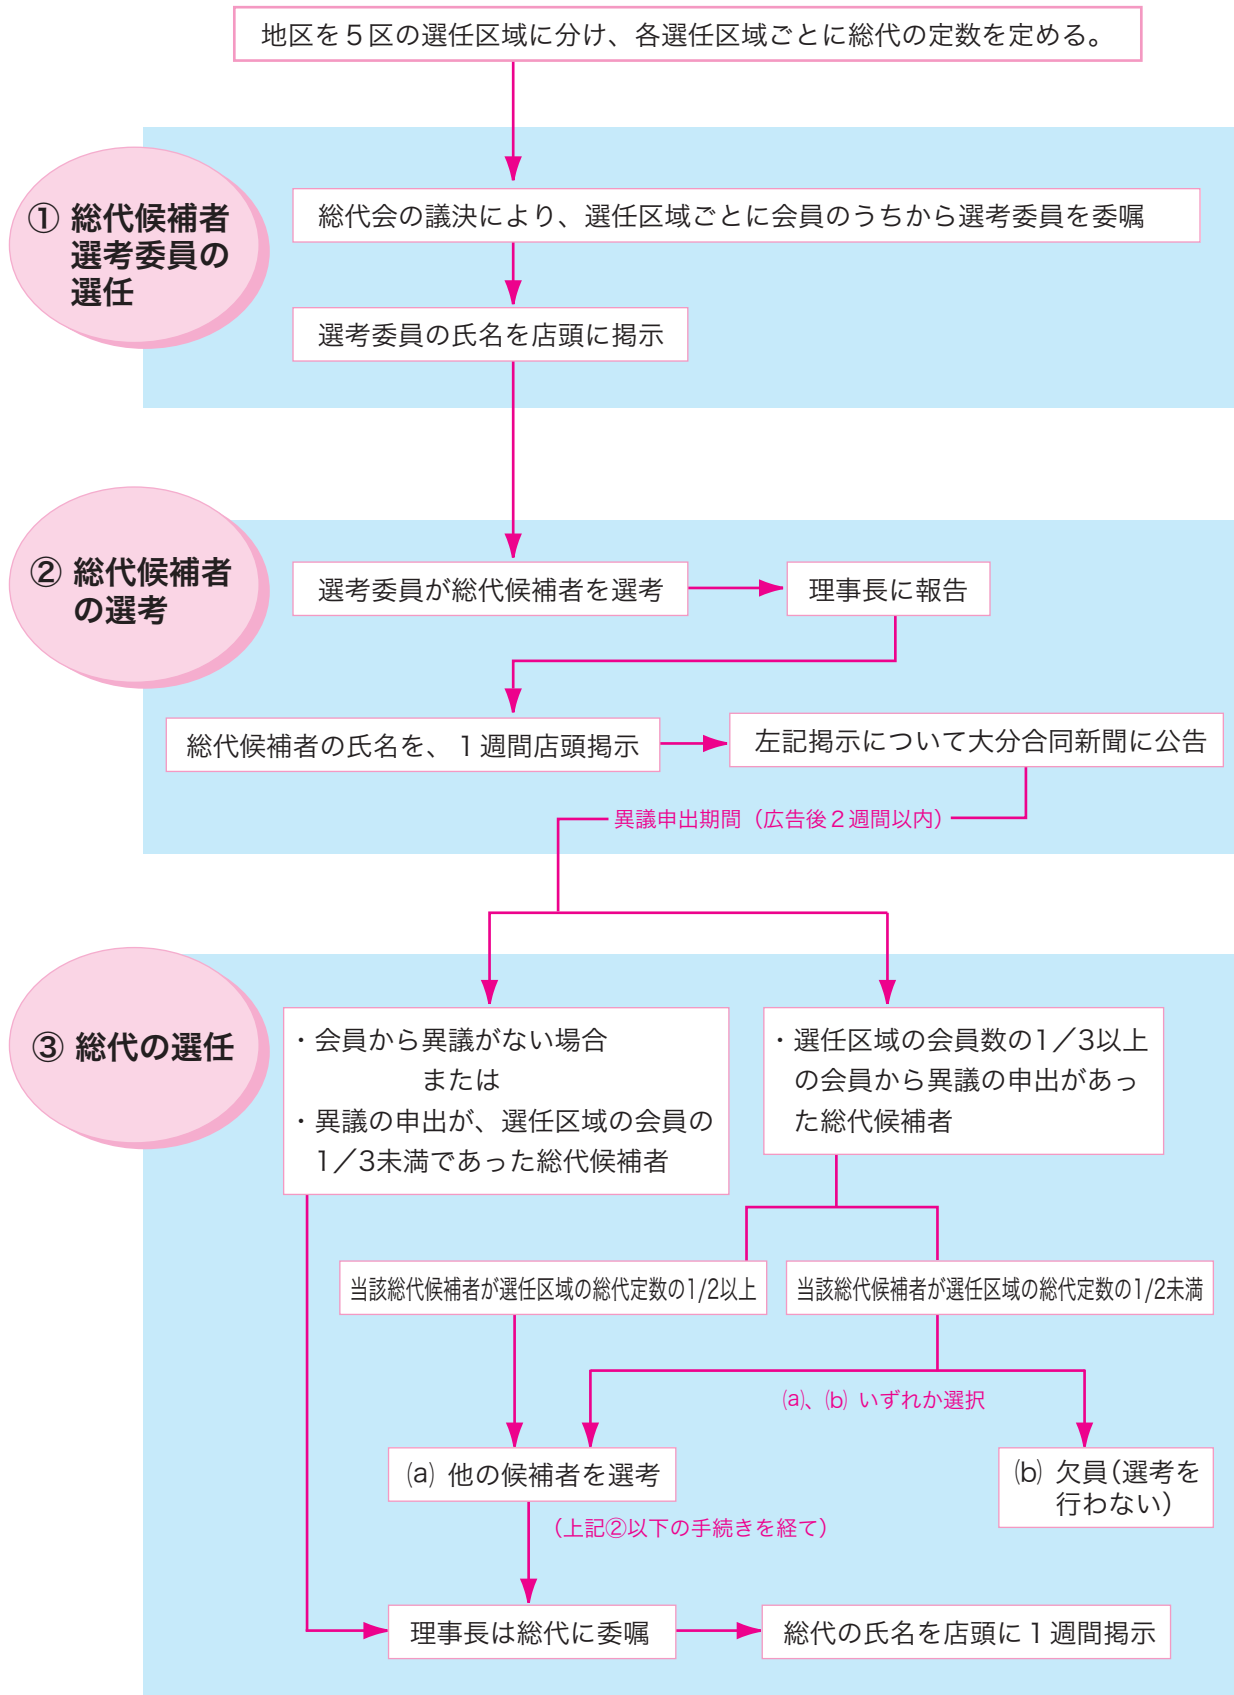 地区を５区の選任区域に分け、各選任区域ごとに総代の定数を定める。
① 総代候補者
選考委員の
選任
総代会の議決により、選任区域ごとに会員のうちから選考委員を委嘱
選考委員の氏名を店頭に掲示
② 総代候補者
の選考
選考委員が総代候補者を選考
理事長に報告
総代候補者の氏名を、１週間店頭掲示
左記掲示について大分合同新聞に公告
異議申出期間（広告後２週間以内）
③ 総代の選任
・会員から異議がない場合
または
・異議の申出が、選任区域の会員の
1／3未満であった総代候補者
・選任区域の会員数の1／3以上
の会員から異議の申出があっ
た総代候補者
当該総代候補者が選任区域の総代定数の1/2以上
当該総代候補者が選任区域の総代定数の1/2未満
⒜、⒝ いずれか選択
⒜ 他の候補者を選考
⒝ 欠員（選考を
行わない）
（上記②以下の手続きを経て）
理事長は総代に委嘱
総代の氏名を店頭に１週間掲示